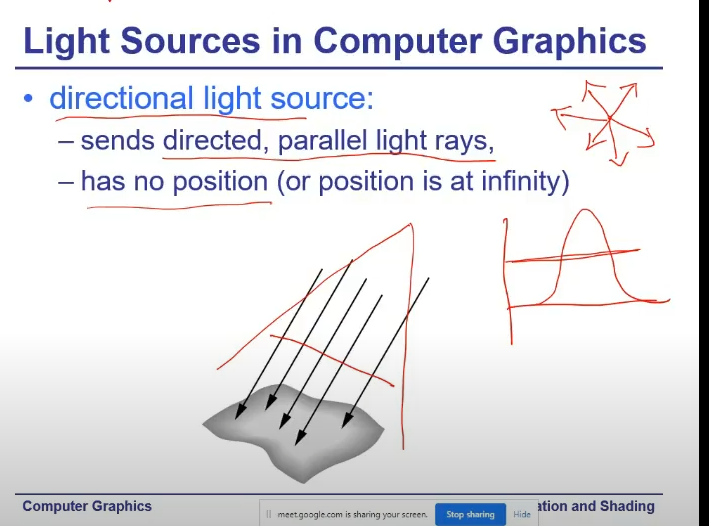 Light Sources in Computer Graphics
• directional light source:
– sends directed, parallel light rays,
– has no position (or position is at infinity)
Computer Graphics
meet.google.com is sharing your screen.
Stop sharing
Hide
ation and Shading